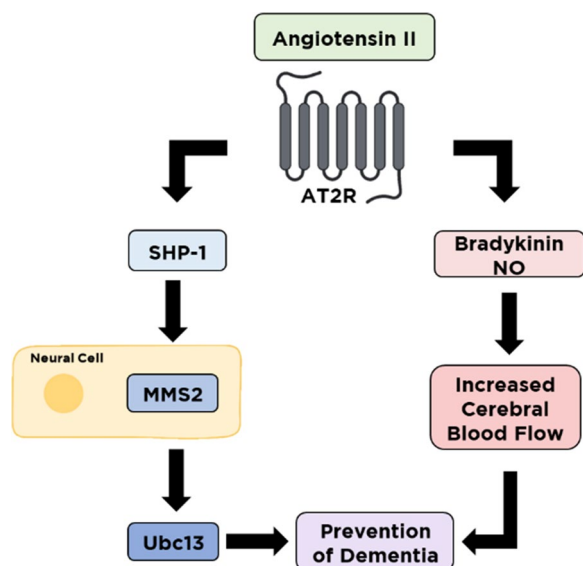 Angiotensin II
AT2R
SHP-1
Bradykinin
NO
Neural Cell
MMS2
Increased
Cerebral
Blood Flow
Ubc13
Prevention
of Dementia